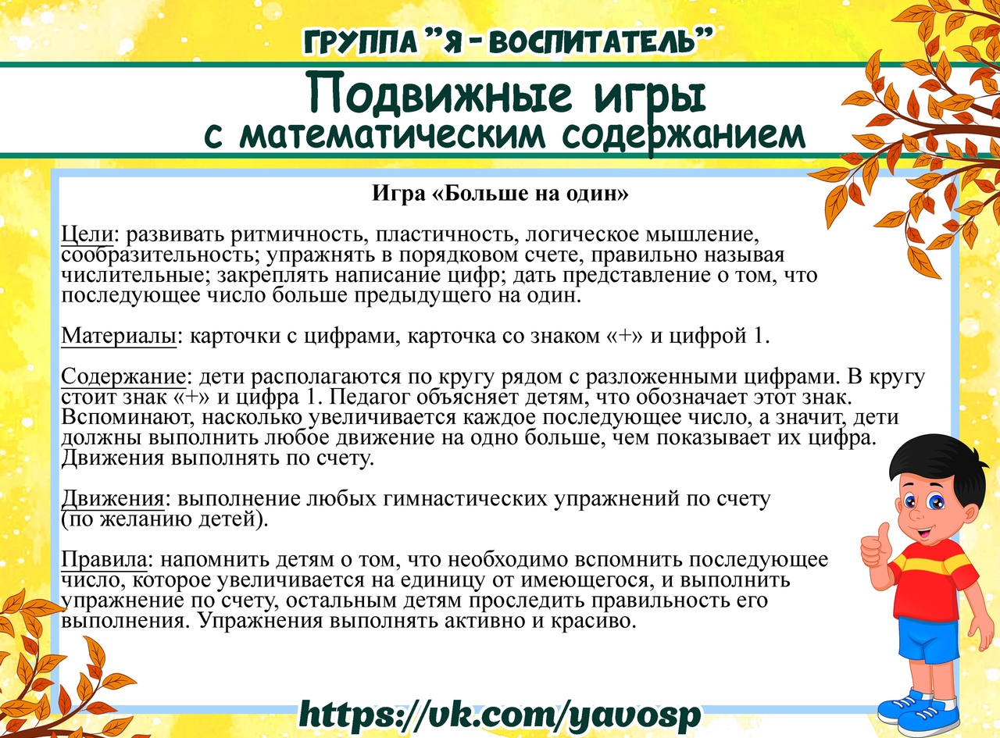 ГРУППА "Я - ВОСПИТАТЕЛЬ"
Подвижные игры
с математическим содержанием
Игра «Больше на один»
Цели: развивать ритмичность, пластичность, логическое мышление,
сообразительность; упражнять в порядковом счете, правильно называя
числительные; закреплять написание цифр; дать представление о том, что
последующее число больше предыдущего на один.
Материалы: карточки с цифрами, карточка со знаком «+» и цифрой 1.
Содержание: дети располагаются по кругу рядом с разложенными цифрами. В кругу
стоит знак «+» и цифра 1. Педагог объясняет детям, что обозначает этот знак.
Вспоминают, насколько увеличивается каждое последующее число, а значит, дети
должны выполнить любое движение на одно больше, чем показывает их цифра.
Движения выполнять по счету.
Движения: выполнение любых гимнастических упражнений по счету
(по желанию детей).
Правила: напомнить детям о том, что необходимо вспомнить последующее
число, которое увеличивается на единицу от имеющегося, и выполнить
упражнение по счету, остальным детям проследить правильность его
выполнения. Упражнения выполнять активно и красиво.
https://vk.com/yavosp